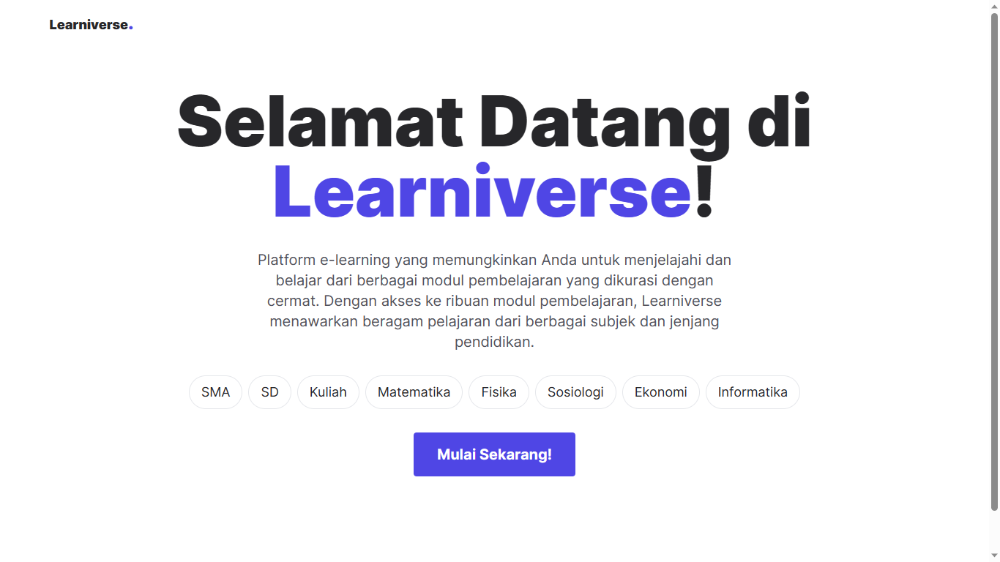 Learniverse.
Selamat Datang di
Learniverse!
Platform e-learning yang memungkinkan Anda untuk menjelajahi dan
belajar dari berbagai modul pembelajaran yang dikurasi dengan
cermat. Dengan akses ke ribuan modul pembelajaran, Learniverse
menawarkan beragam pelajaran dari berbagai subjek dan jenjang
pendidikan.
SMA SD Kuliah Matematika Fisika Sosiologi Ekonomi Informatika
Mulai Sekarang!